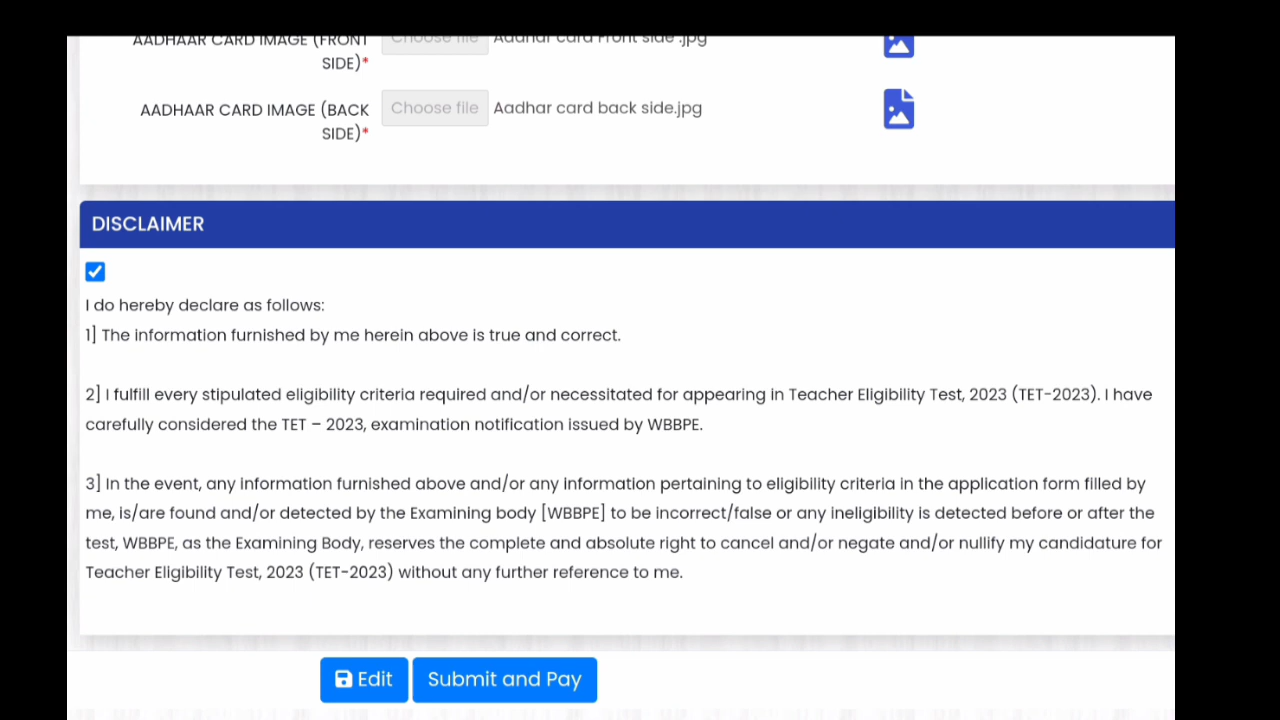 AADHAAR CARD IMAGE (FRONT Choose file Aadhar card Front side .jpg
SIDE)*
AADHAAR CARD IMAGE (BACK Choose file Aadhar card back side.jpg
SIDE)*
DISCLAIMER
I do hereby declare as follows:
1] The information furnished by me herein above is true and correct.
2] I fulfill every stipulated eligibility criteria required and/or necessitated for appearing in Teacher Eligibility Test, 2023 (TET-2023). I have
carefully considered the TET – 2023, examination notification issued by WBBPE.
3] In the event, any information furnished above and/or any information pertaining to eligibility criteria in the application form filled by
me, is/are found and/or detected by the Examining body [WBBPE] to be incorrect/false or any ineligibility is detected before or after the
test, WBBPE, as the Examining Body, reserves the complete and absolute right to cancel and/or negate and/or nullify my candidature for
Teacher Eligibility Test, 2023 (TET-2023) without any further reference to me.
Edit Submit and Pay